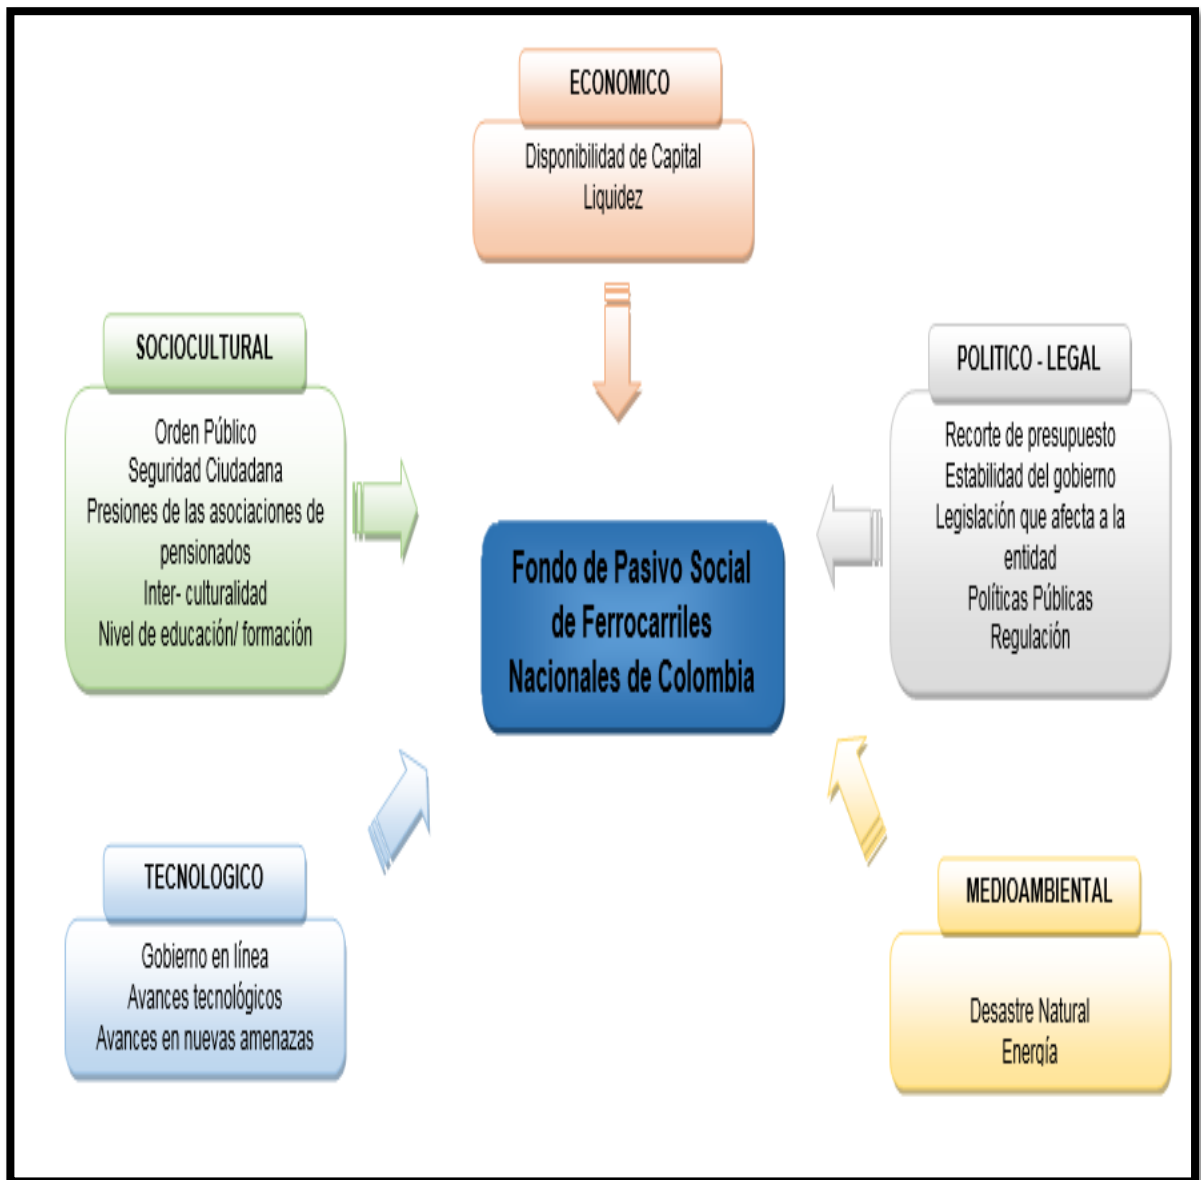 ECONOMICO
Disponibilidad de Capital
Liquidez
SOCIOCULTURAL
Orden Público
Seguridad Ciudadana
Presiones de las asociaciones de
pensionados
Inter- culturalidad
Nivel de educación/ formación
POLITICO - LEGAL
Recorte de presupuesto
Estabilidad del gobierno
Legislación que afecta a la
entidad
Políticas Públicas
Regulación
Fondo de Pasivo Social
de Ferrocarriles
Nacionales de Colombia
TECNOLOGICO
Gobierno en línea
Avances tecnológicos
Avances en nuevas amenazas
MEDIOAMBIENTAL
Desastre Natural
Energía